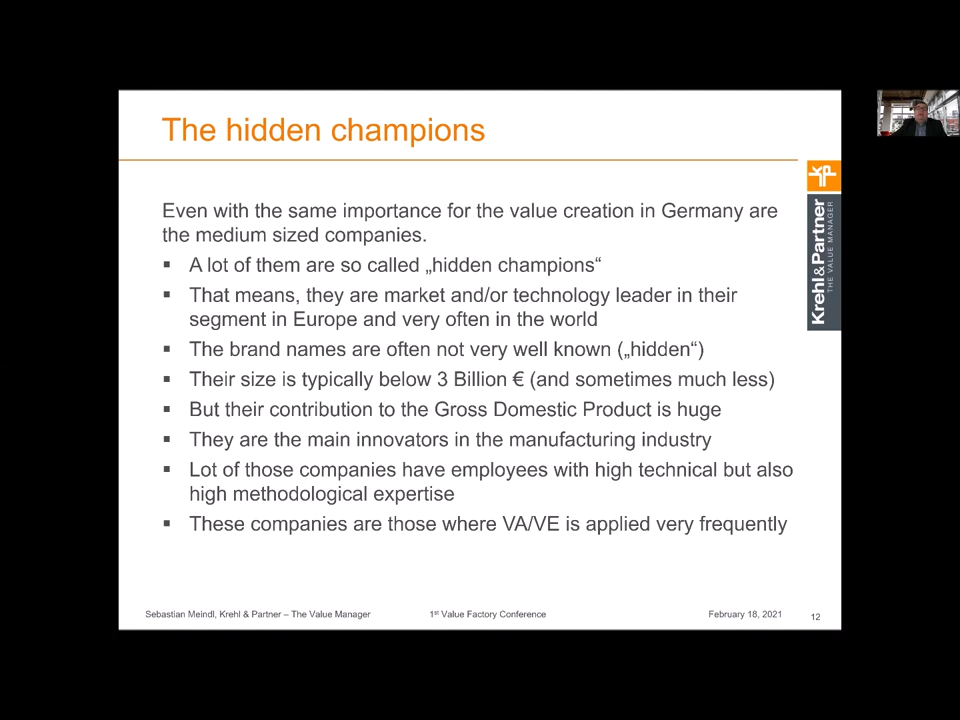 The hidden champions
Even with the same importance for the value creation in Germany are
the medium sized companies.
▪ A lot of them are so called „hidden champions“
▪ That means, they are market and/or technology leader in their
segment in Europe and very often in the world
▪ The brand names are often not very well known („hidden“)
▪ Their size is typically below 3 Billion € (and sometimes much less)
▪ But their contribution to the Gross Domestic Product is huge
▪ They are the main innovators in the manufacturing industry
▪ Lot of those companies have employees with high technical but also
high methodological expertise
▪ These companies are those where VA/VE is applied very frequently
kp
Krehl&Partner
THE VALUE MANAGER
Sebastian Meindl, Krehl & Partner – The Value Manager 1st Value Factory Conference February 18, 2021 12